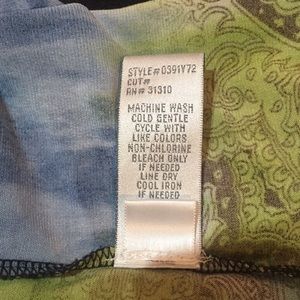 STYLE# 0391Y72
CUT#
RN# 31310
MACHINE WASH
COLD GENTLE
CYCLE WITH
LIKE COLORS
NON-CHLORINE
BLEACH ONLY
IF NEEDED
LINE DRY
COOL IRON
IF NEEDED